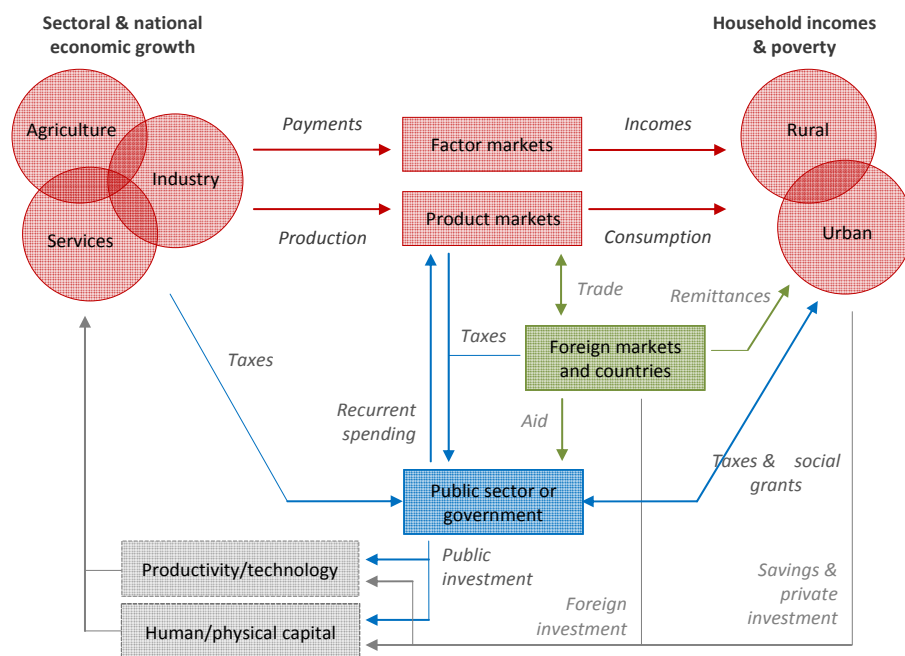 Sectoral & national
economic growth
Household incomes
& poverty
Agriculture
Industry
Services
Payments
Factor markets
Incomes
Rural
Production
Product markets
Consumption
Urban
Trade
Remittances
Taxes
Taxes
Foreign markets
and countries
Recurrent
spending
Aid
Taxes & social
grants
Public sector or
government
Public
investment
Productivity/technology
Human/physical capital
Foreign
investment
Savings &
private
investment